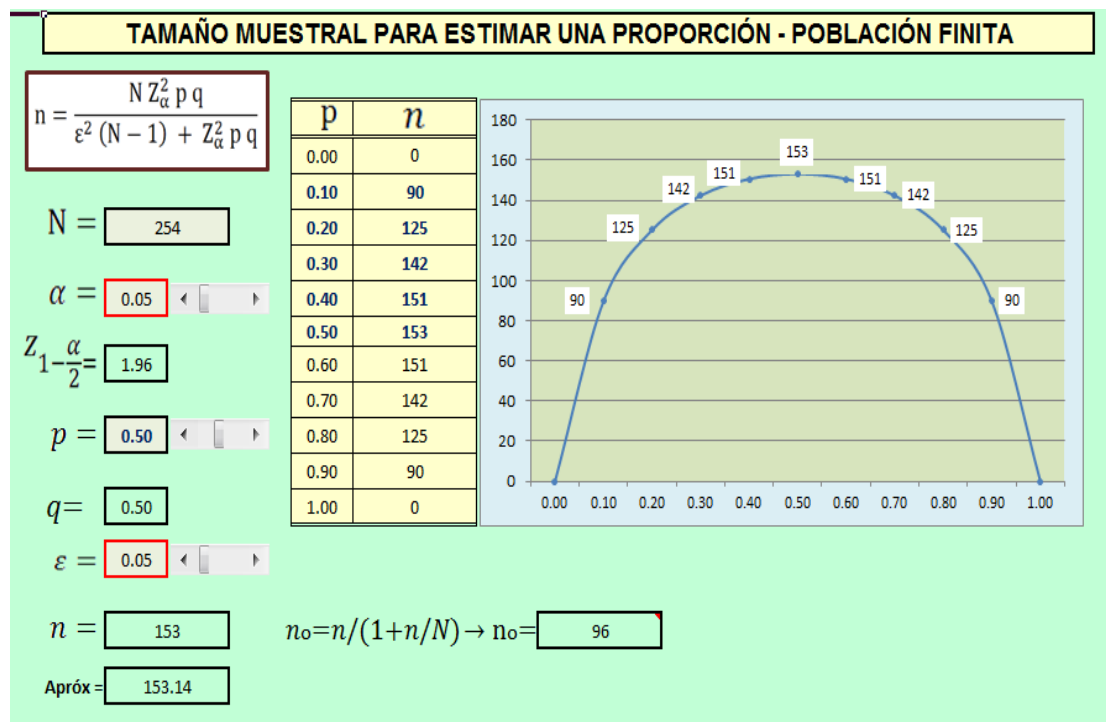 TAMAÑO MUESTRAL PARA ESTIMAR UNA PROPORCIÓN - POBLACIÓN FINITA
n = N Z²α p q / ε² (N − 1) + Z²α p q
N = 254
α = 0.05
Z 1−α/2 = 1.96
p = 0.50
q= 0.50
ε = 0.05
n = 153
Apróx = 153.14
p n
0.00 0
0.10 90
0.20 125
0.30 142
0.40 151
0.50 153
0.60 151
0.70 142
0.80 125
0.90 90
1.00 0
180
160
140
120
100
80
60
40
20
0
90
125
142
151
153
151
142
125
90
0.00 0.10 0.20 0.30 0.40 0.50 0.60 0.70 0.80 0.90 1.00
no=n/(1+n/N)→ no= 96